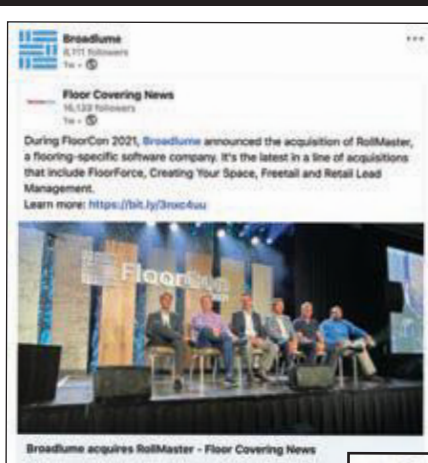 Broadlume
8,111 followers
1w •
Floor Covering News
16,133 followers
1w •
During FloorCon 2021, Broadlume announced the acquisition of RollMaster,
a flooring-specific software company. It's the latest in a line of acquisitions
that include FloorForce, Creating Your Space, Freetail and Retail Lead
Management.
Learn more: https://bit.ly/3nxc4uu
FloorCon
Broadlume acquires RollMaster - Floor Covering News